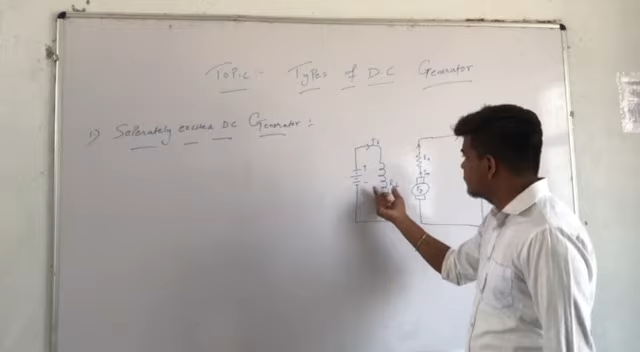 Topic :- Types of D.C Generator
1) Seperately excited DC Generator :-